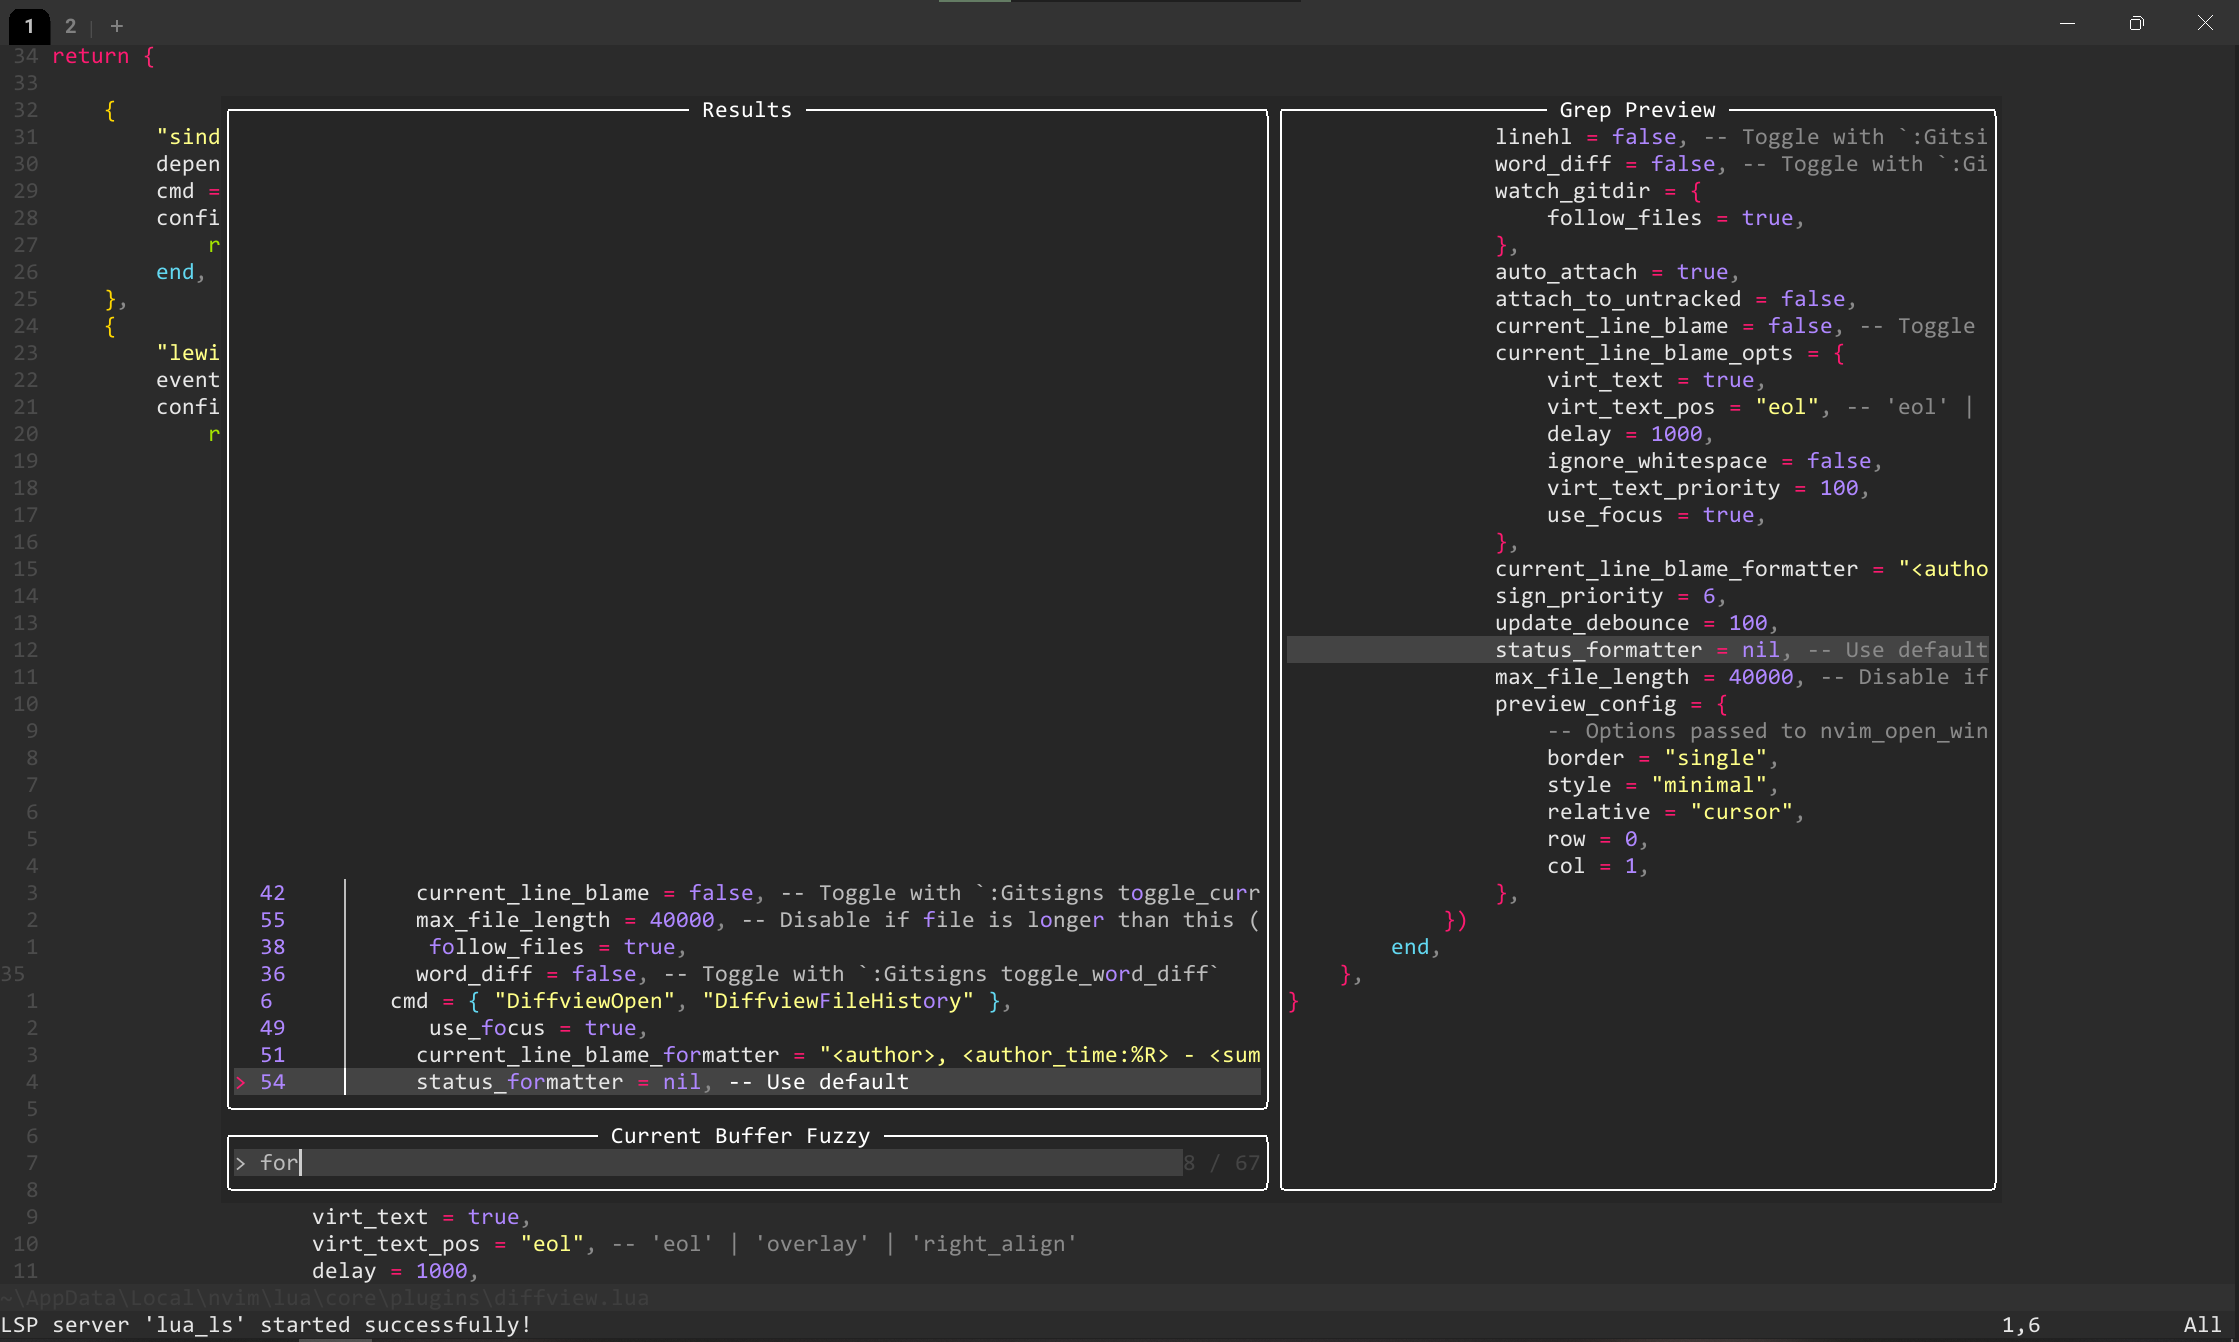 1 2 | +
34 return {
33
32 {
31 "sind
30 depen
29 cmd =
28 confi
27 r
26 end,
25 },
24 {
23 "lewi
22 event
21 confi
20 r
19
18
17
16
15
14
13
12
11
10
9
8
7
6
5
4
3
2
1
35
1
2
3
4
5
6
7
8
Results
42 current_line_blame = false, -- Toggle with `:Gitsigns toggle_curr
55 max_file_length = 40000, -- Disable if file is longer than this (
38 follow_files = true,
36 word_diff = false, -- Toggle with `:Gitsigns toggle_word_diff`
6 cmd = { "DiffviewOpen", "DiffviewFileHistory" },
49 use_focus = true,
51 current_line_blame_formatter = "<author>, <author_time:%R> - <sum
> 54 status_formatter = nil, -- Use default
Current Buffer Fuzzy
> for 8 / 67
Grep Preview
linehl = false, -- Toggle with `:Gitsi
word_diff = false, -- Toggle with `:Gi
watch_gitdir = {
follow_files = true,
},
auto_attach = true,
attach_to_untracked = false,
current_line_blame = false, -- Toggle
current_line_blame_opts = {
virt_text = true,
virt_text_pos = "eol", -- 'eol' |
delay = 1000,
ignore_whitespace = false,
virt_text_priority = 100,
use_focus = true,
},
current_line_blame_formatter = "<autho
sign_priority = 6,
update_debounce = 100,
status_formatter = nil, -- Use default
max_file_length = 40000, -- Disable if
preview_config = {
-- Options passed to nvim_open_win
border = "single",
style = "minimal",
relative = "cursor",
row = 0,
col = 1,
},
})
end,
},
}
9 virt_text = true,
10 virt_text_pos = "eol", -- 'eol' | 'overlay' | 'right_align'
11 delay = 1000,
~\AppData\Local\nvim\lua\core\plugins\diffview.lua
LSP server 'lua_ls' started successfully! 1,6 All